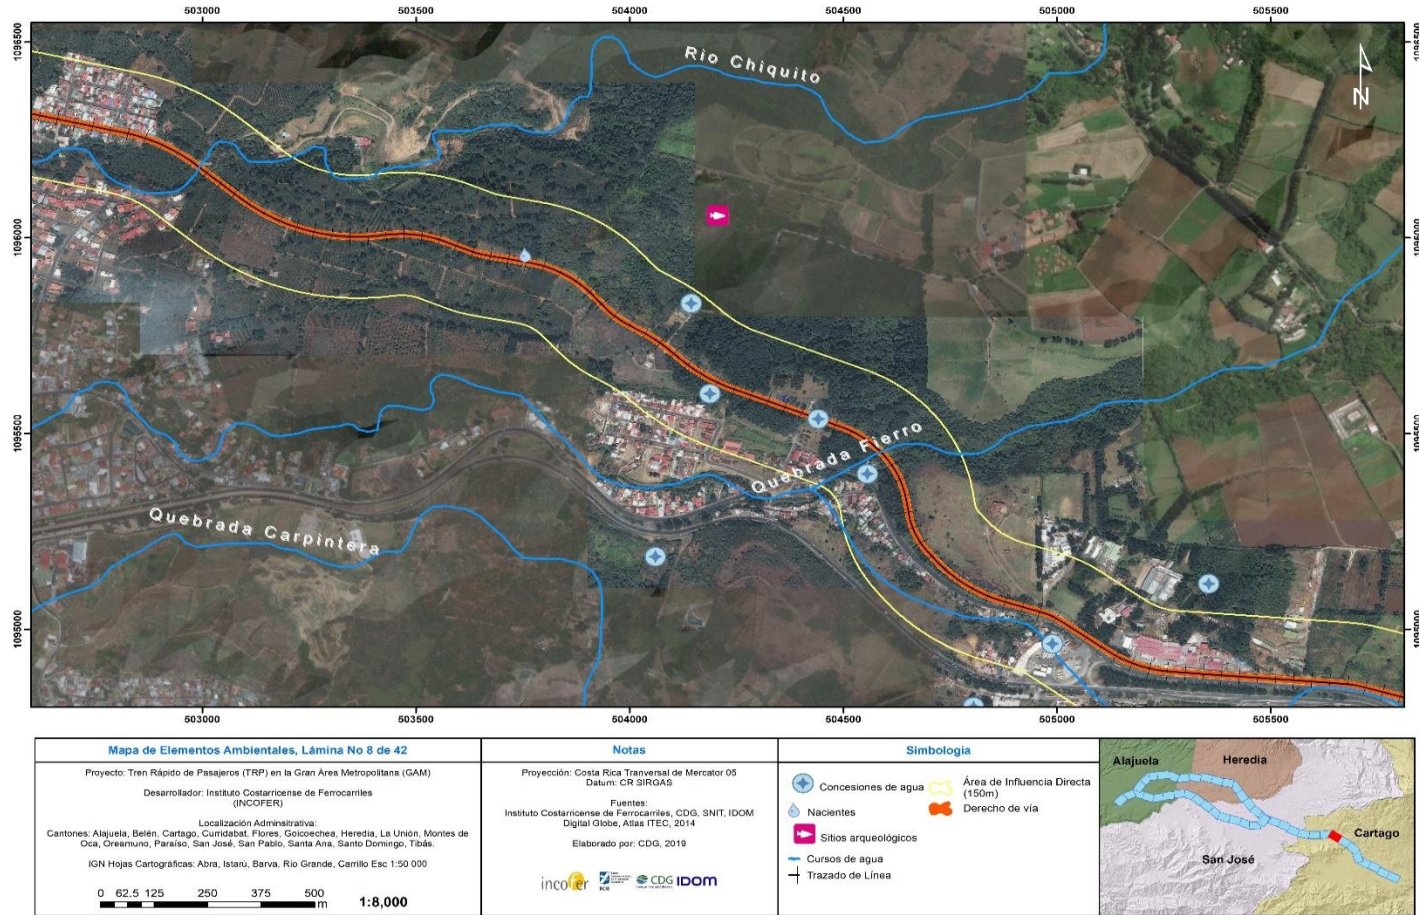 503000 503500 504000 504500 505000 505500
1096500 1096500
Rio Chiquito
N
1096000 1096000
1095500 1095500
Quebrada Fierro
Quebrada Carpintera
1095000 1095000
503000 503500 504000 504500 505000 505500
Mapa de Elementos Ambientales, Lámina No 8 de 42
Proyecto: Tren Rápido de Pasajeros (TRP) en la Gran Área Metropolitana (GAM)
Desarrollador: Instituto Costarricense de Ferrocarriles
(INCOFER)
Localización Adminsitrativa:
Cantones: Alajuela, Belén, Cartago, Curridabat, Flores, Goicoechea, Heredia, La Unión, Montes de
Oca, Oreamuno, Paraíso, San José, San Pablo, Santa Ana, Santo Domingo, Tibás.
IGN Hojas Cartográficas: Abra, Istarú, Barva, Rio Grande, Carrillo Esc 1:50 000
0 62.5 125 250 375 500
m
1:8,000
Notas
Proyección: Costa Rica Tranversal de Mercator 05
Datum: CR SIRGAS
Fuentes:
Instituto Costarricense de Ferrocarriles, CDG, SNIT, IDOM
Digital Globe, Atlas ITEC, 2014
Elaborado por: CDG, 2019
incofer CDG IDOM
Simbologia
Concesiones de agua
Nacientes
Sitios arqueológicos
Cursos de agua
Trazado de Línea
Área de Influencia Directa
(150m)
Derecho de vía
Alajuela
Heredia
San José
Cartago